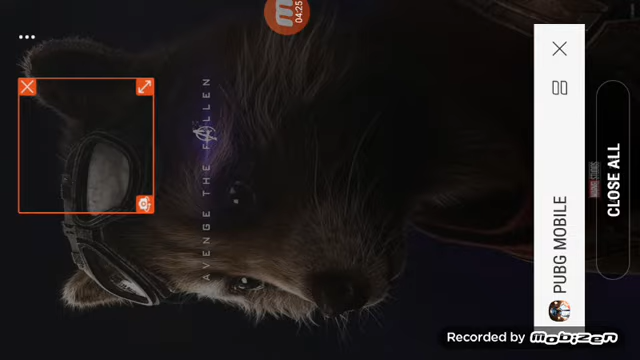 04:25
AVENGE THE FALLEN
PUBG MOBILE
CLOSE ALL
Recorded by mobizen